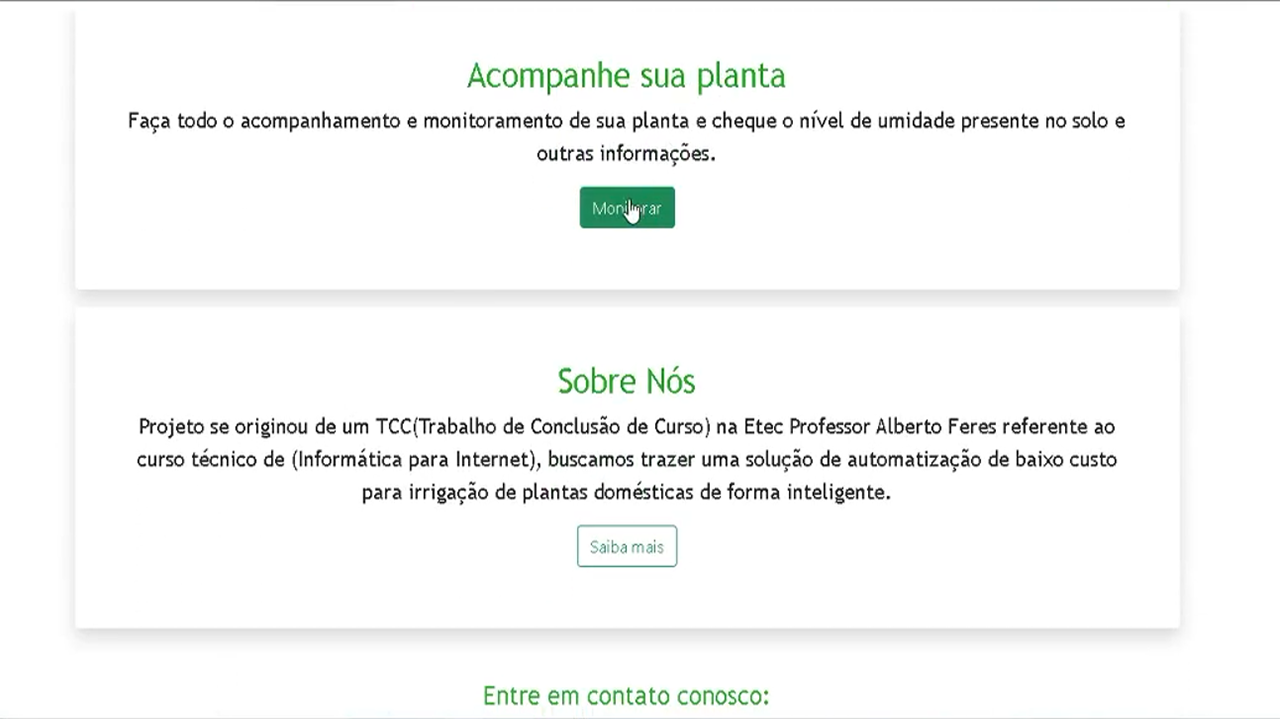 Acompanhe sua planta
Faça todo o acompanhamento e monitoramento de sua planta e cheque o nível de umidade presente no solo e
outras informações.
Monitorar
Sobre Nós
Projeto se originou de um TCC(Trabalho de Conclusão de Curso) na Etec Professor Alberto Feres referente ao
curso técnico de (Informática para Internet), buscamos trazer uma solução de automatização de baixo custo
para irrigação de plantas domésticas de forma inteligente.
Saiba mais
Entre em contato conosco: